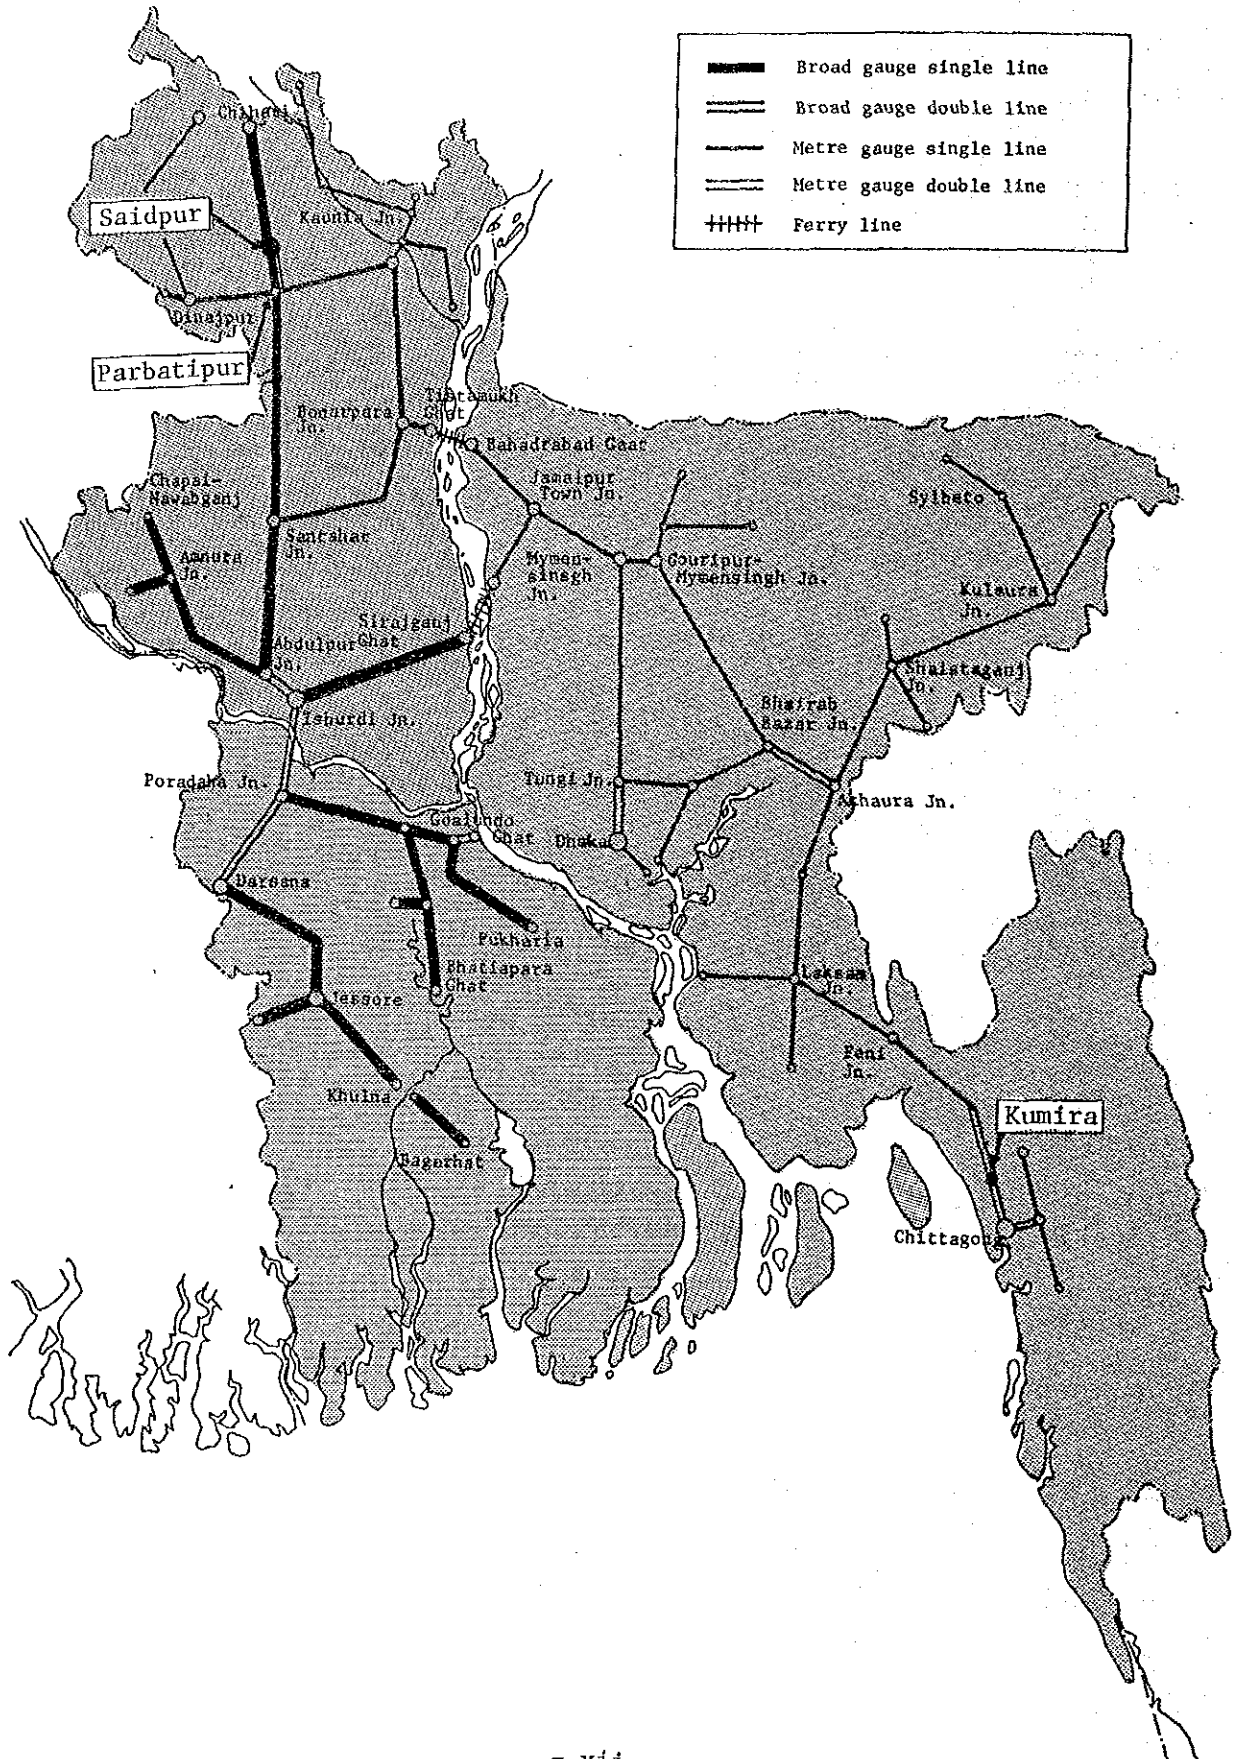 Broad gauge single line
Broad gauge double line
Metre gauge single line
Metre gauge double line
Ferry line
Saidpur
Kaunia Jn.
Dinajpur
Parbatipur
Bonarpara
Jn.
Tistamukh
Ghat
Bahadrabad Gaat
Chapai-
Nawabganj
Jamalpur
Town Jn.
Sylheto
Santahar
Jn.
Amnura
Jn.
Mymen-
singh
Jn.
Gouripur-
Mymensingh Jn.
Kulaura
Jn.
Sirajganj
Ghat
Abdulpur
Jn.
Shaistaganj
Jn.
Ishurdi Jn.
Bhairab
Bazar Jn.
Poradaha Jn.
Tungi Jn.
Akhaura Jn.
Goalundo
Ghat
Dhaka
Darsana
Pukharia
Bhatiapara
Ghat
Laksam
Jn.
Jessore
Feni
Jn.
Khulna
Kumira
Bagerhat
Chittagong
- xii